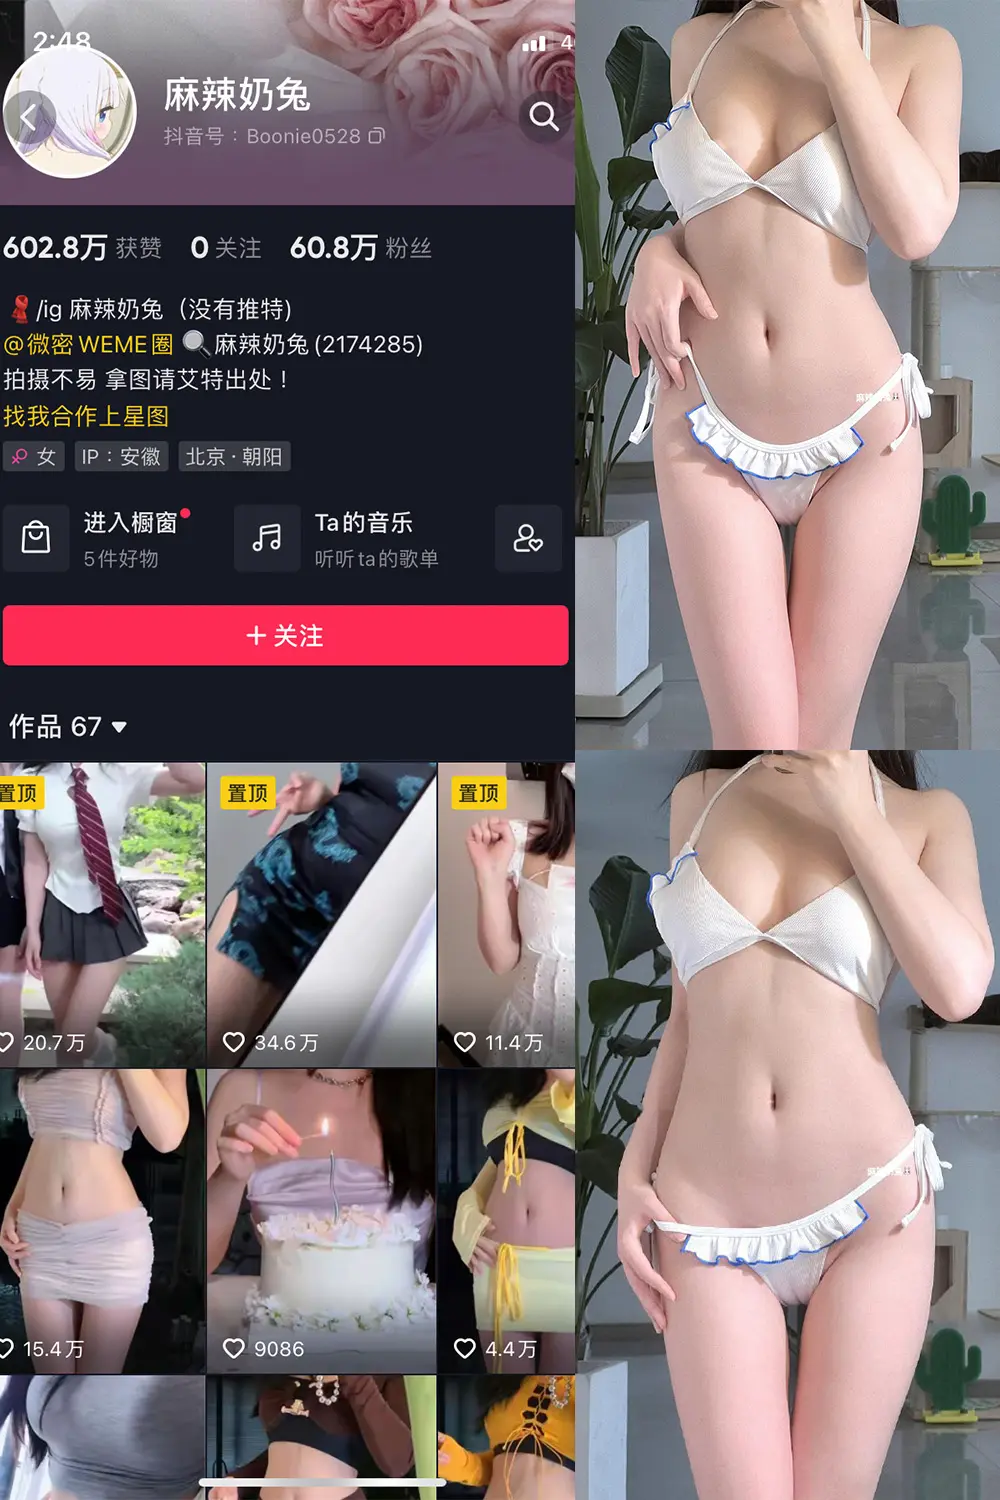 2:48
4
麻辣奶兔
抖音号：Boonie0528
602.8万 获赞 0 关注 60.8万 粉丝
/ig 麻辣奶兔（没有推特)
@微密 WEME 圈 麻辣奶兔 (2174285)
拍摄不易 拿图请艾特出处！
找我合作上星图
女 IP：安徽 北京·朝阳
进入橱窗
5件好物
Ta的音乐
听听ta的歌单
+ 关注
作品 67
置顶 置顶 置顶
20.7万 34.6万 11.4万
15.4万 9086 4.4万